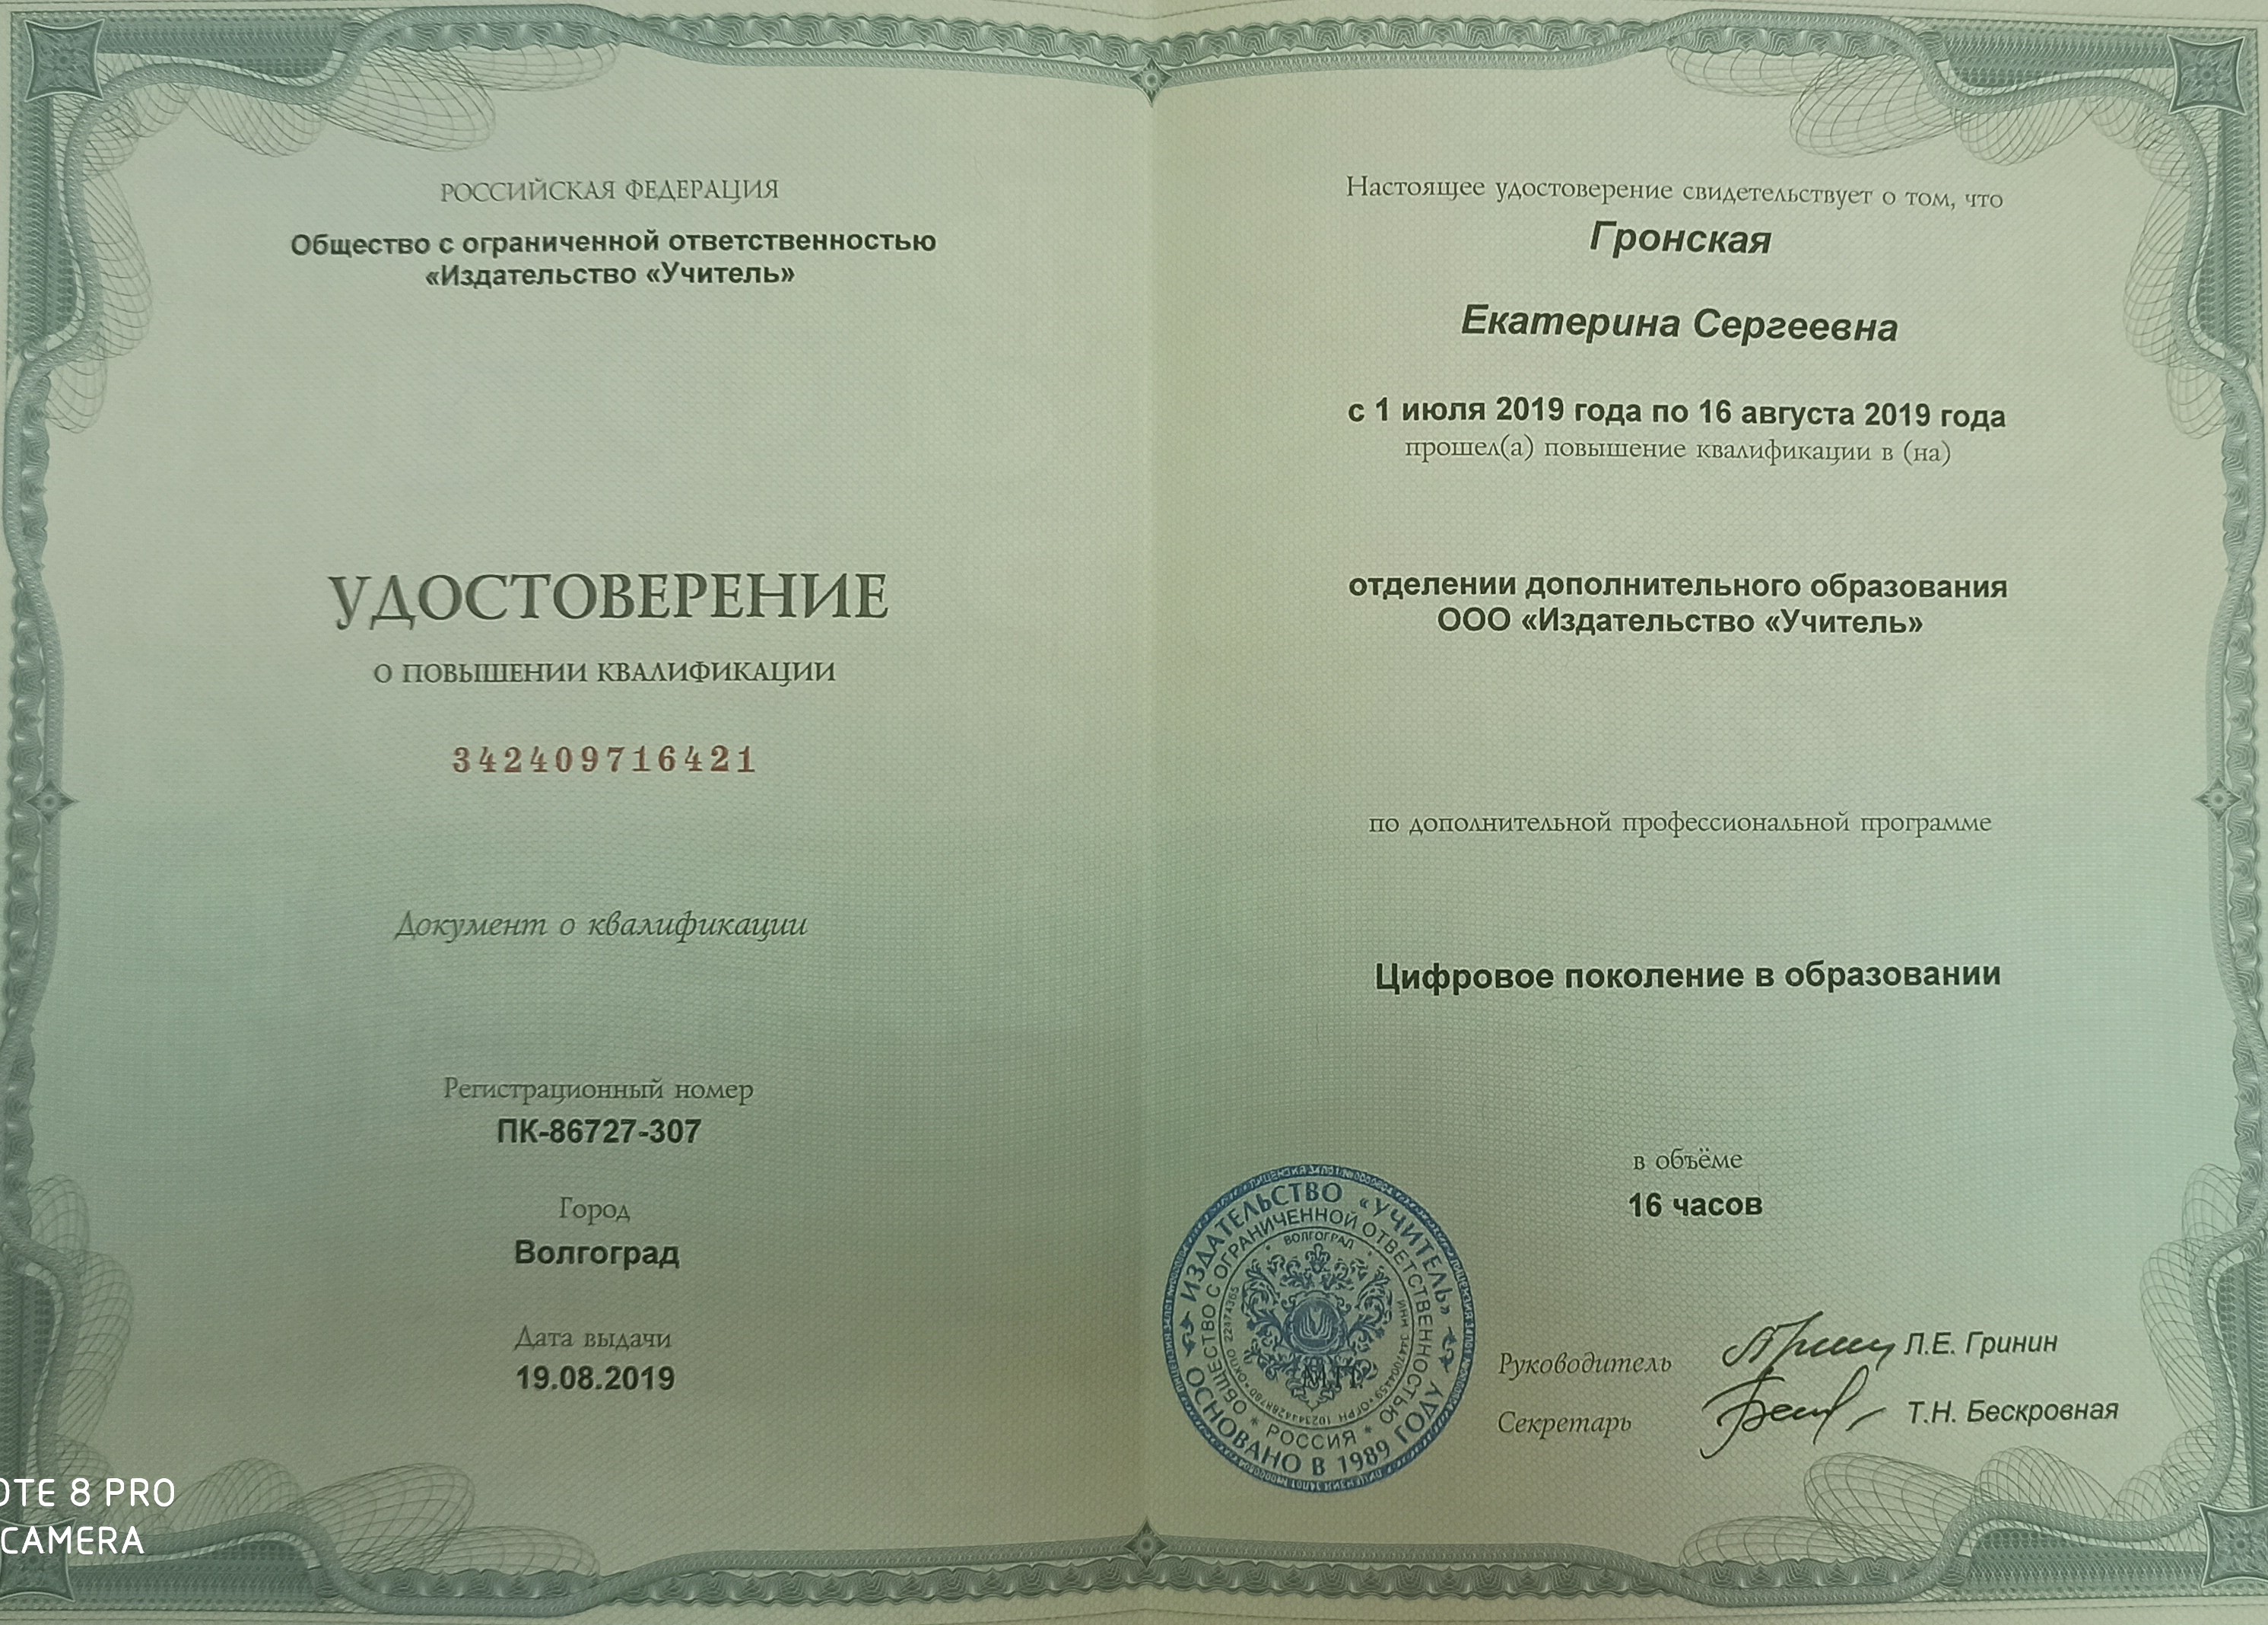 РОССИЙСКАЯ ФЕДЕРАЦИЯ
Общество с ограниченной ответственностью
«Издательство «Учитель»
УДОСТОВЕРЕНИЕ
О ПОВЫШЕНИИ КВАЛИФИКАЦИИ
342409716421
Документ о квалификации
Регистрационный номер
ПК-86727-307
Город
Волгоград
Дата выдачи
19.08.2019
Настоящее удостоверение свидетельствует о том, что
Гронская
Екатерина Сергеевна
с 1 июля 2019 года по 16 августа 2019 года
прошел(а) повышение квалификации в (на)
отделении дополнительного образования
ООО «Издательство «Учитель»
по дополнительной профессиональной программе
Цифровое поколение в образовании
в объёме
16 часов
ИЗДАТЕЛЬСТВО «УЧИТЕЛЬ»
ОСНОВАНО В 1989 ГОДУ
ОБЩЕСТВО С ОГРАНИЧЕННОЙ ОТВЕТСТВЕННОСТЬЮ
РОССИЯ
ВОЛГОГРАД
МП
Руководитель Л.Е. Гринин
Секретарь Т.Н. Бескровная
OTE 8 PRO
CAMERA